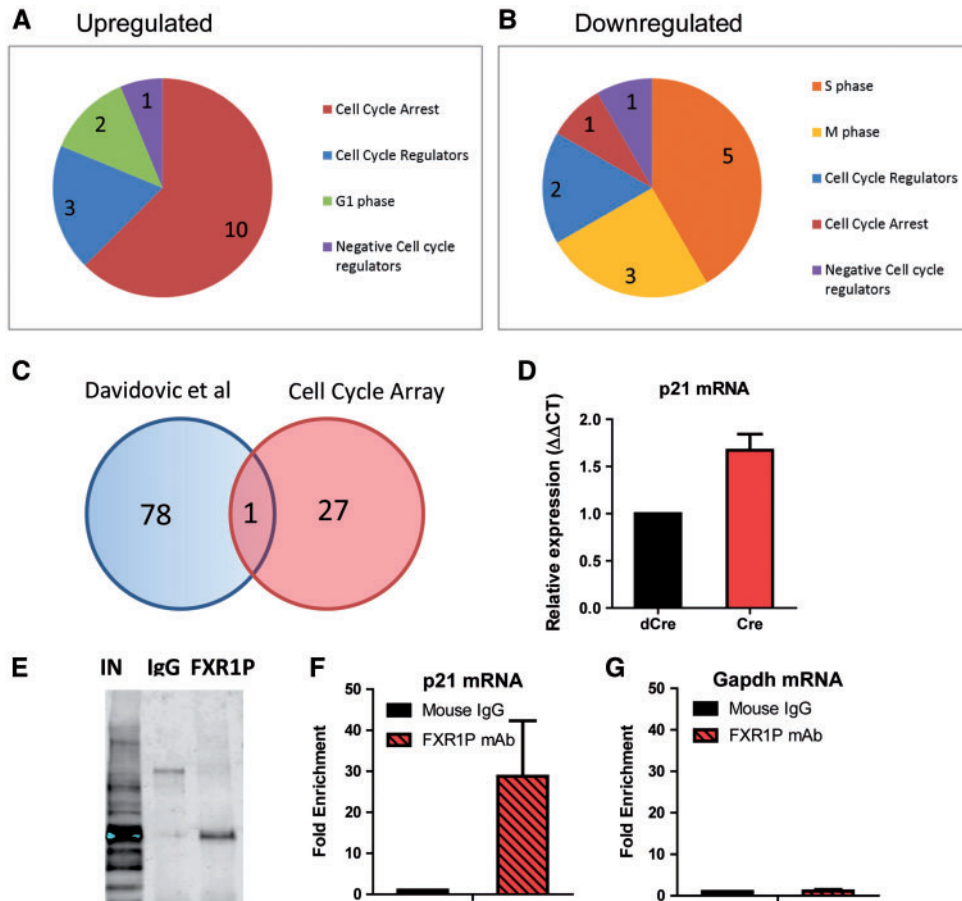 A Upregulated
10
3
2
1
Cell Cycle Arrest
Cell Cycle Regulators
G1 phase
Negative Cell cycle
regulators
B Downregulated
5
3
2
1
1
S phase
M phase
Cell Cycle Regulators
Cell Cycle Arrest
Negative Cell cycle
regulators
C
Davidovic et al
Cell Cycle Array
78
1
27
D
p21 mRNA
Relative expression (ΔΔCT)
2.0
1.5
1.0
0.5
0.0
dCre
Cre
E
IN IgG FXR1P
F
p21 mRNA
Fold Enrichment
50
40
30
20
10
0
Mouse IgG
FXR1P mAb
G
Gapdh mRNA
Fold Enrichment
50
40
30
20
10
0
Mouse IgG
FXR1P mAb